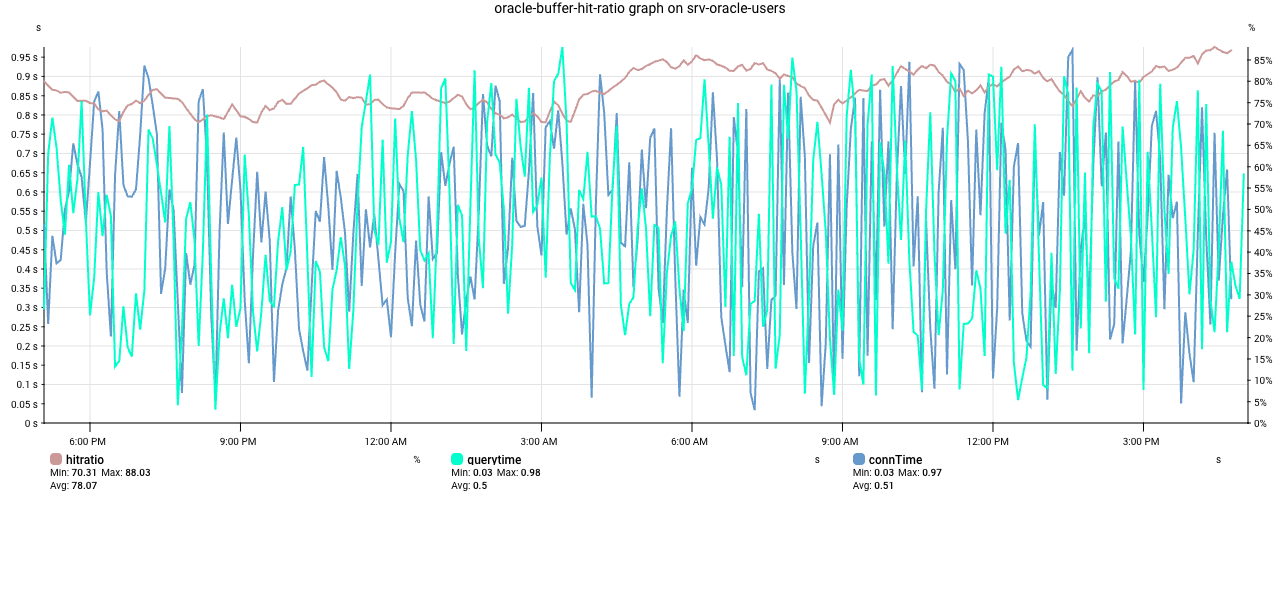 oracle-buffer-hit-ratio graph on srv-oracle-users
s %
0.95 s
0.9 s
0.85 s
0.8 s
0.75 s
0.7 s
0.65 s
0.6 s
0.55 s
0.5 s
0.45 s
0.4 s
0.35 s
0.3 s
0.25 s
0.2 s
0.15 s
0.1 s
0.05 s
0 s
85%
80%
75%
70%
65%
60%
55%
50%
45%
40%
35%
30%
25%
20%
15%
10%
5%
0%
6:00 PM 9:00 PM 12:00 AM 3:00 AM 6:00 AM 9:00 AM 12:00 PM 3:00 PM
hitratio %
Min: 70.31 Max: 88.03
Avg: 78.07
querytime s
Min: 0.03 Max: 0.98
Avg: 0.5
connTime s
Min: 0.03 Max: 0.97
Avg: 0.51